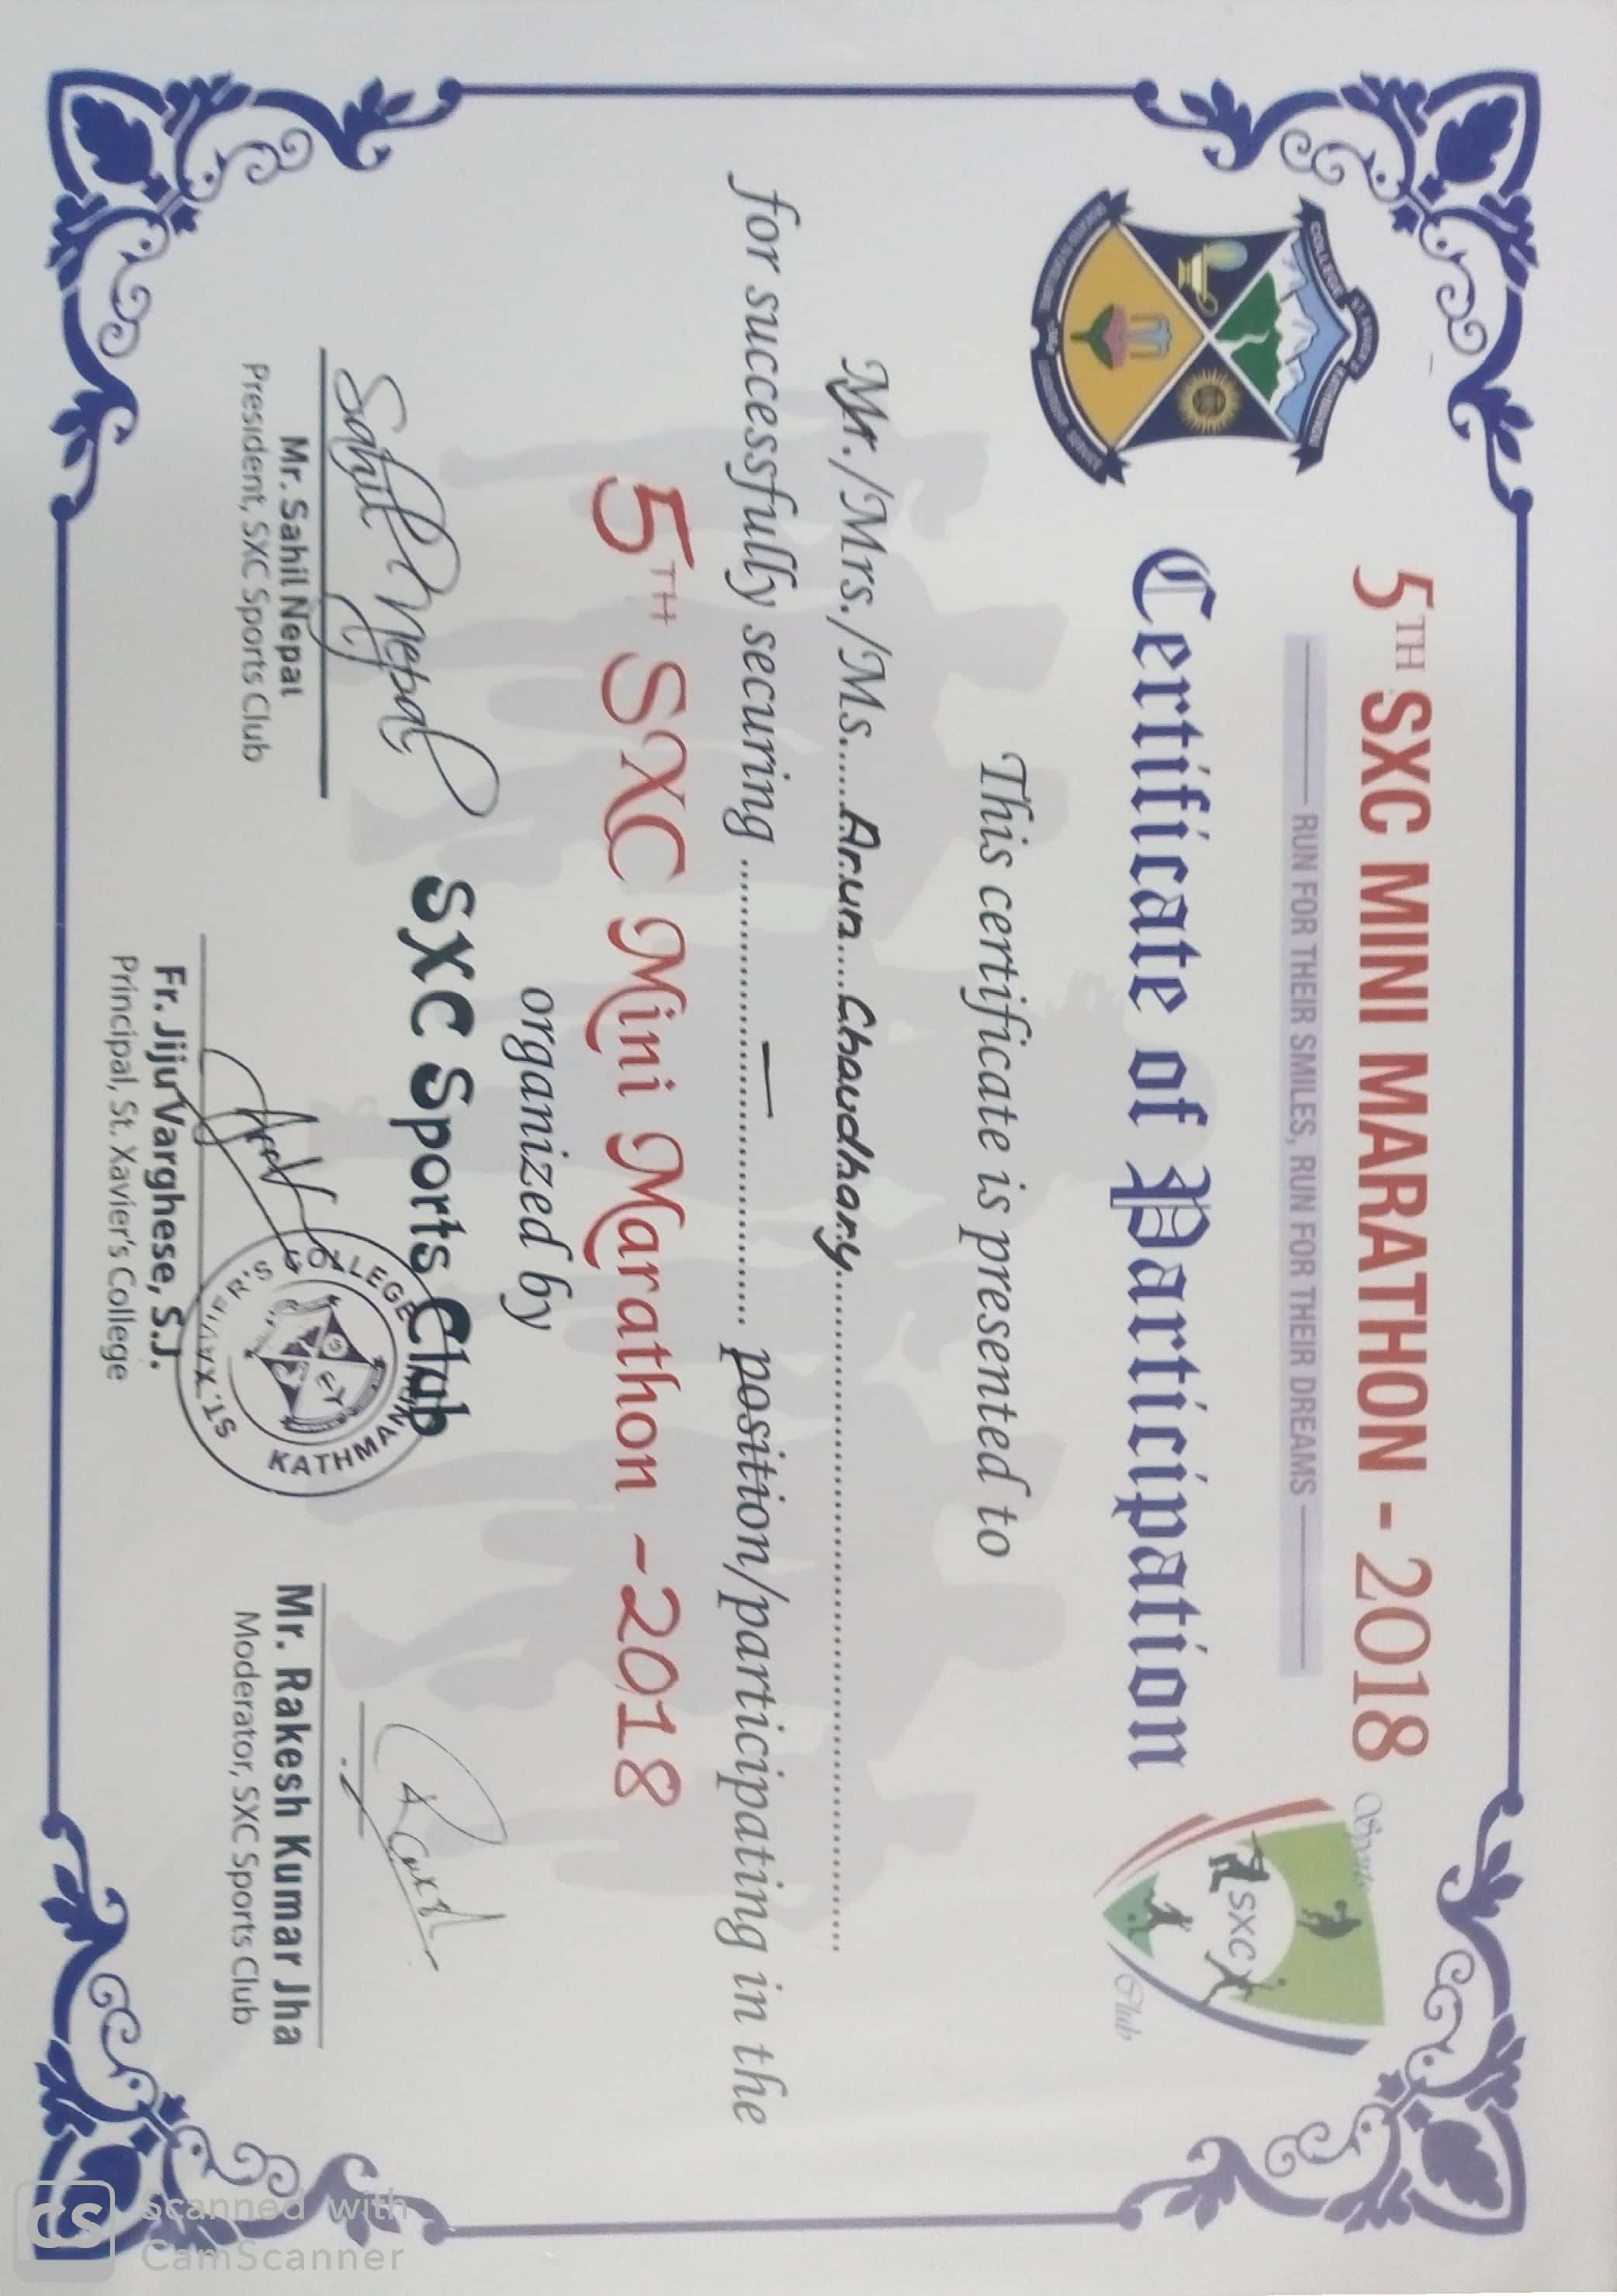 5TH SXC MINI MARATHON - 2018
RUN FOR THEIR SMILES, RUN FOR THEIR DREAMS
COLLEGE ST. XAVIER'S KATHMANDU
Sports
SXC
Club
Certificate of Participation
This certificate is presented to
Mr./Mrs./Ms......Arun....Chaudhary..........
for successfully securing ..........—.......... position/participating in the
5TH SXC Mini Marathon -2018
organized by
SXC Sports Club
Sahil Nepal
Mr. Sahil Nepal
President, SXC Sports Club
ST. XAVIER'S COLLEGE KATHMANDU
Fr. Jiju Varghese, S.J.
Principal, St. Xavier's College
Mr. Rakesh Kumar Jha
Moderator, SXC Sports Club
CS
Scanned with
CamScanner